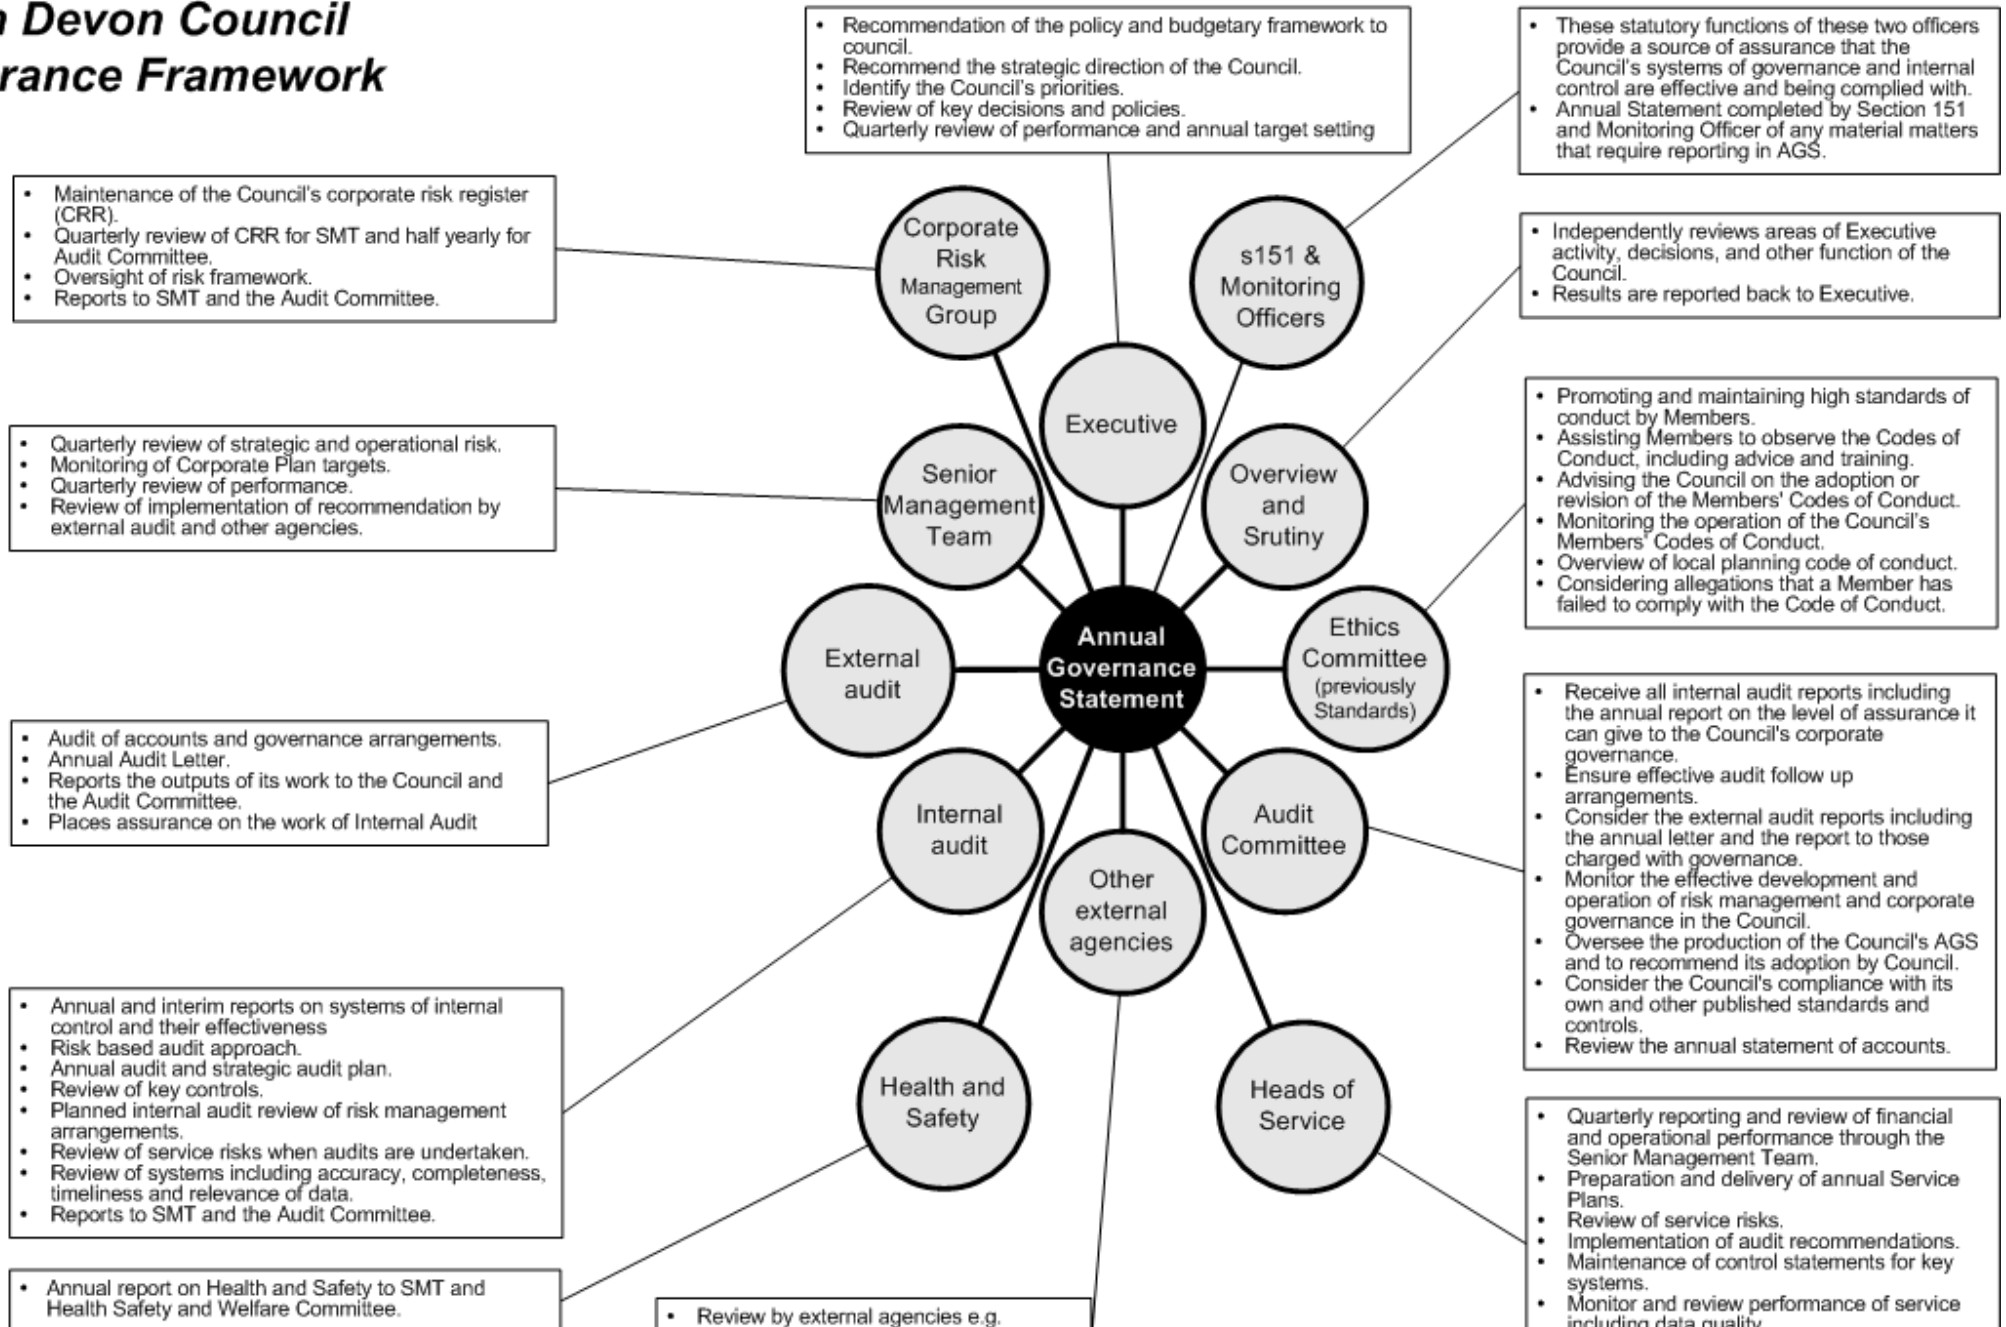 n Devon Council
rance Framework
• Recommendation of the policy and budgetary framework to
council.
• Recommend the strategic direction of the Council.
• Identify the Council's priorities.
• Review of key decisions and policies.
• Quarterly review of performance and annual target setting
• These statutory functions of these two officers
provide a source of assurance that the
Council's systems of governance and internal
control are effective and being complied with.
• Annual Statement completed by Section 151
and Monitoring Officer of any material matters
that require reporting in AGS.
• Maintenance of the Council's corporate risk register
(CRR).
• Quarterly review of CRR for SMT and half yearly for
Audit Committee.
• Oversight of risk framework.
• Reports to SMT and the Audit Committee.
Corporate
Risk
Management
Group
s151 &
Monitoring
Officers
• Independently reviews areas of Executive
activity, decisions, and other function of the
Council.
• Results are reported back to Executive.
Executive
• Quarterly review of strategic and operational risk.
• Monitoring of Corporate Plan targets.
• Quarterly review of performance.
• Review of implementation of recommendation by
external audit and other agencies.
Senior
Management
Team
Overview
and
Srutiny
• Promoting and maintaining high standards of
conduct by Members.
• Assisting Members to observe the Codes of
Conduct, including advice and training.
• Advising the Council on the adoption or
revision of the Members' Codes of Conduct.
• Monitoring the operation of the Council's
Members' Codes of Conduct.
• Overview of local planning code of conduct.
• Considering allegations that a Member has
failed to comply with the Code of Conduct.
External
audit
Annual
Governance
Statement
Ethics
Committee
(previously
Standards)
• Audit of accounts and governance arrangements.
• Annual Audit Letter.
• Reports the outputs of its work to the Council and
the Audit Committee.
• Places assurance on the work of Internal Audit
• Receive all internal audit reports including
the annual report on the level of assurance it
can give to the Council's corporate
governance.
• Ensure effective audit follow up
arrangements.
• Consider the external audit reports including
the annual letter and the report to those
charged with governance.
• Monitor the effective development and
operation of risk management and corporate
governance in the Council.
• Oversee the production of the Council's AGS
and to recommend its adoption by Council.
• Consider the Council's compliance with its
own and other published standards and
controls.
• Review the annual statement of accounts.
Internal
audit
Audit
Committee
Other
external
agencies
• Annual and interim reports on systems of internal
control and their effectiveness
• Risk based audit approach.
• Annual audit and strategic audit plan.
• Review of key controls.
• Planned internal audit review of risk management
arrangements.
• Review of service risks when audits are undertaken.
• Review of systems including accuracy, completeness,
timeliness and relevance of data.
• Reports to SMT and the Audit Committee.
Health and
Safety
Heads of
Service
• Quarterly reporting and review of financial
and operational performance through the
Senior Management Team.
• Preparation and delivery of annual Service
Plans.
• Review of service risks.
• Implementation of audit recommendations.
• Maintenance of control statements for key
systems.
• Monitor and review performance of service
including data quality
• Annual report on Health and Safety to SMT and
Health Safety and Welfare Committee.
• Review by external agencies e.g.